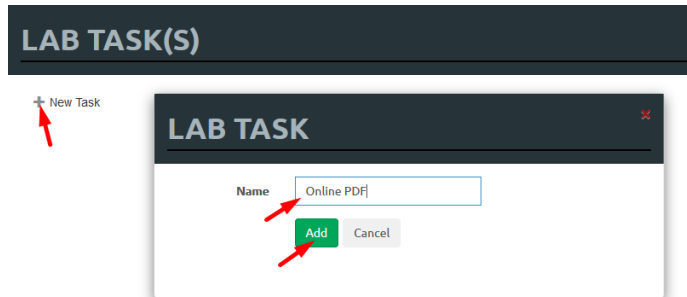 LAB TASK(S)
New Task
LAB TASK
Name Online PDF
Add Cancel